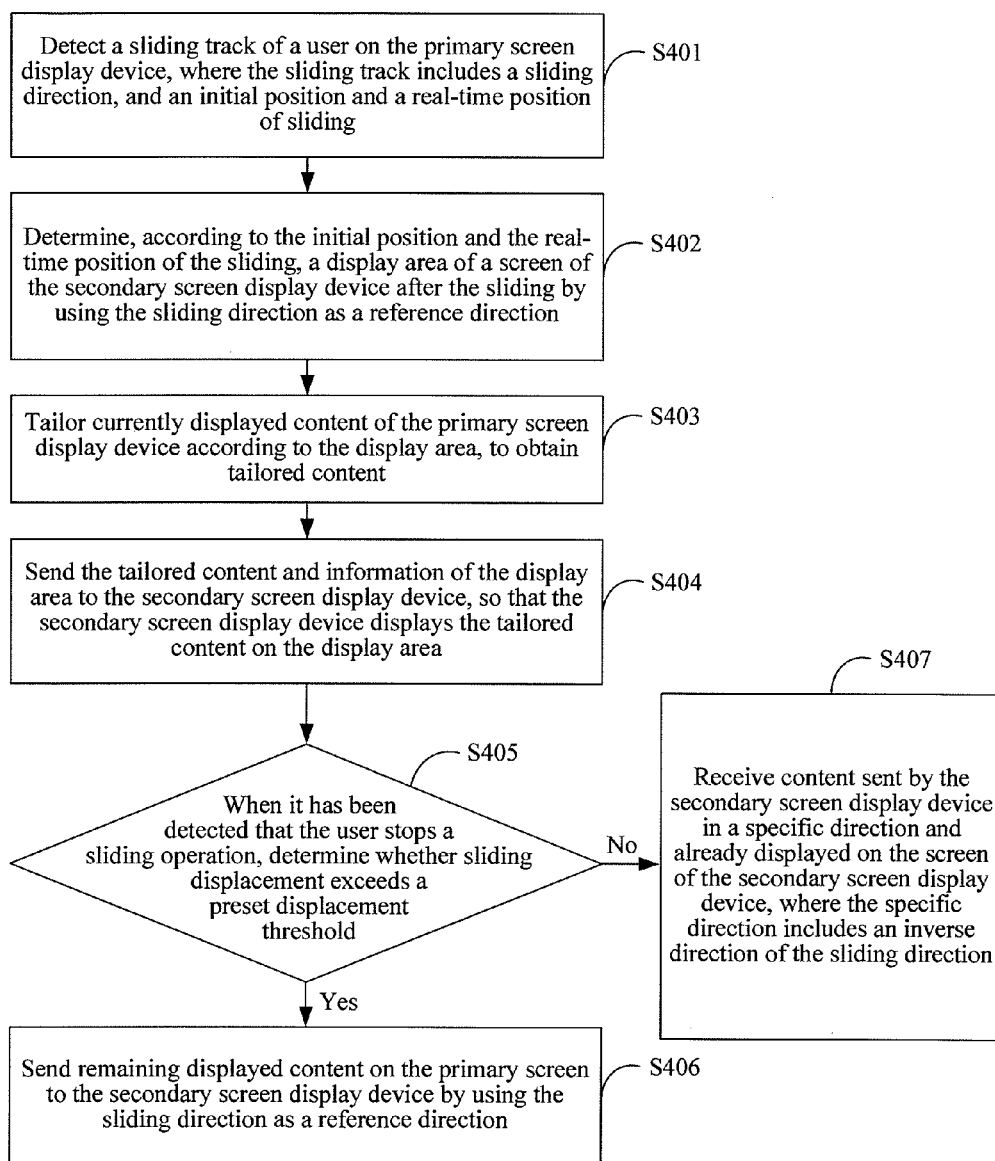 Detect a sliding track of a user on the primary screen
display device, where the sliding track includes a sliding
direction, and an initial position and a real-time position
of sliding
S401
Determine, according to the initial position and the real-
time position of the sliding, a display area of a screen of
the secondary screen display device after the sliding by
using the sliding direction as a reference direction
S402
Tailor currently displayed content of the primary screen
display device according to the display area, to obtain
tailored content
S403
Send the tailored content and information of the display
area to the secondary screen display device, so that the
secondary screen display device displays the tailored
content on the display area
S404
When it has been
detected that the user stops a
sliding operation, determine whether sliding
displacement exceeds a
preset displacement
threshold
S405
No
Yes
Receive content sent by the
secondary screen display device
in a specific direction and
already displayed on the screen
of the secondary screen display
device, where the specific
direction includes an inverse
direction of the sliding direction
S407
Send remaining displayed content on the primary screen
to the secondary screen display device by using the
sliding direction as a reference direction
S406